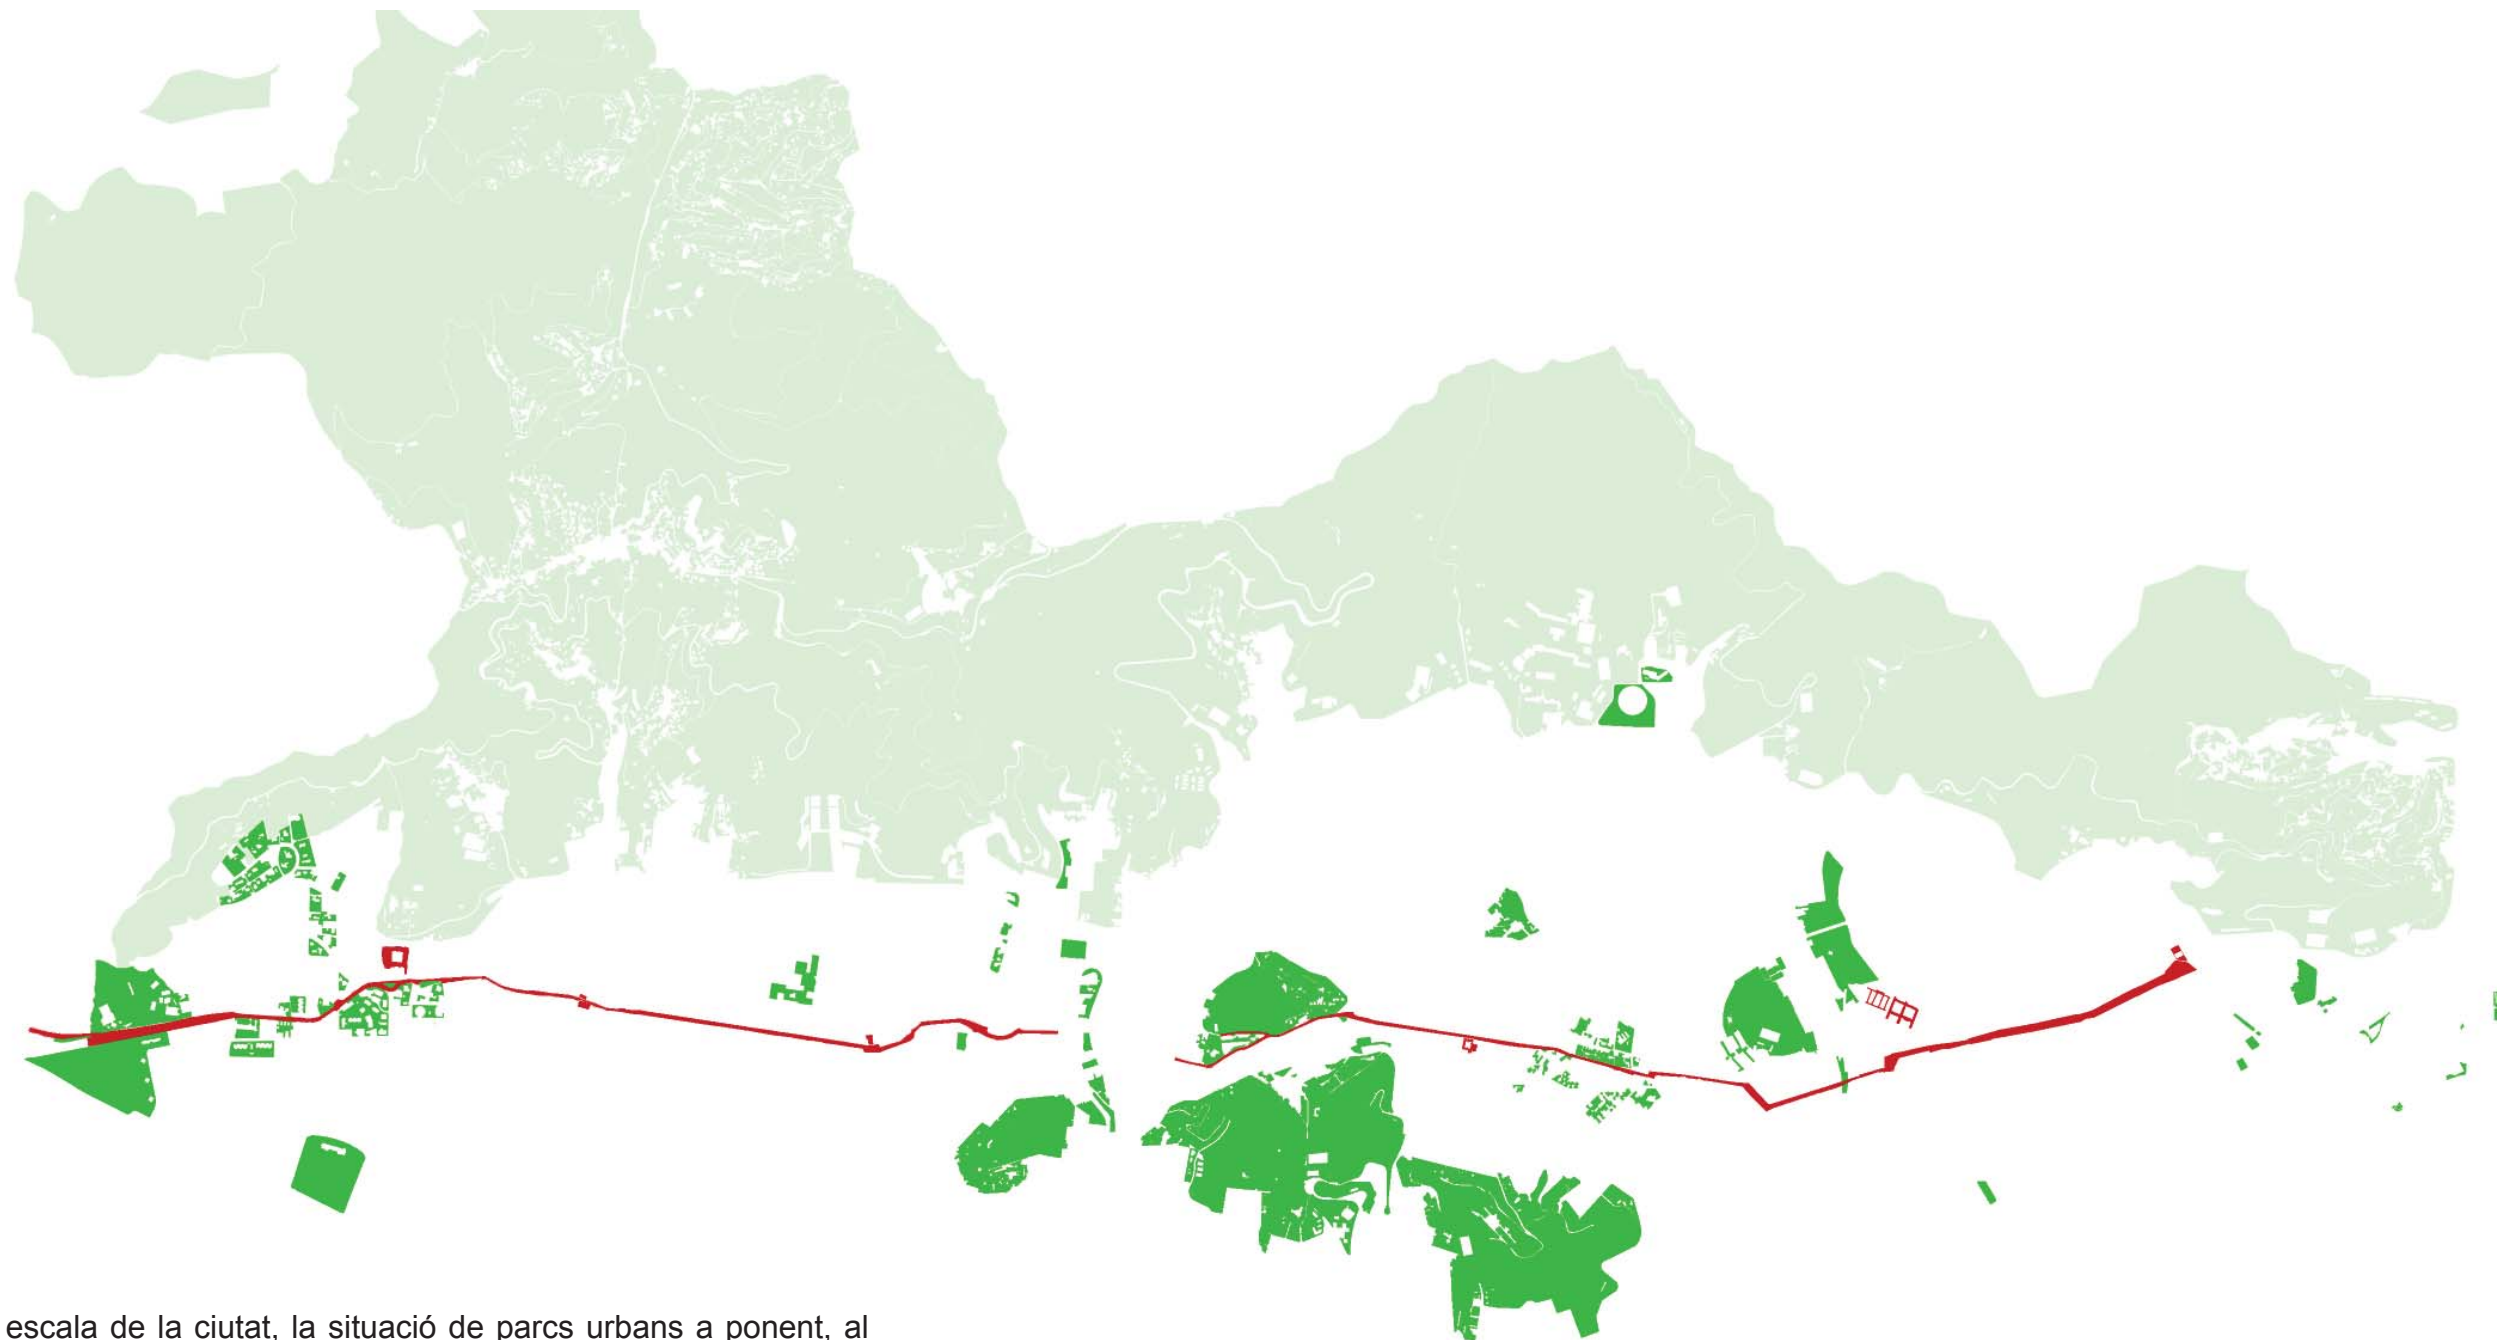 escala de la ciutat, la situació de parcs urbans a ponent, al